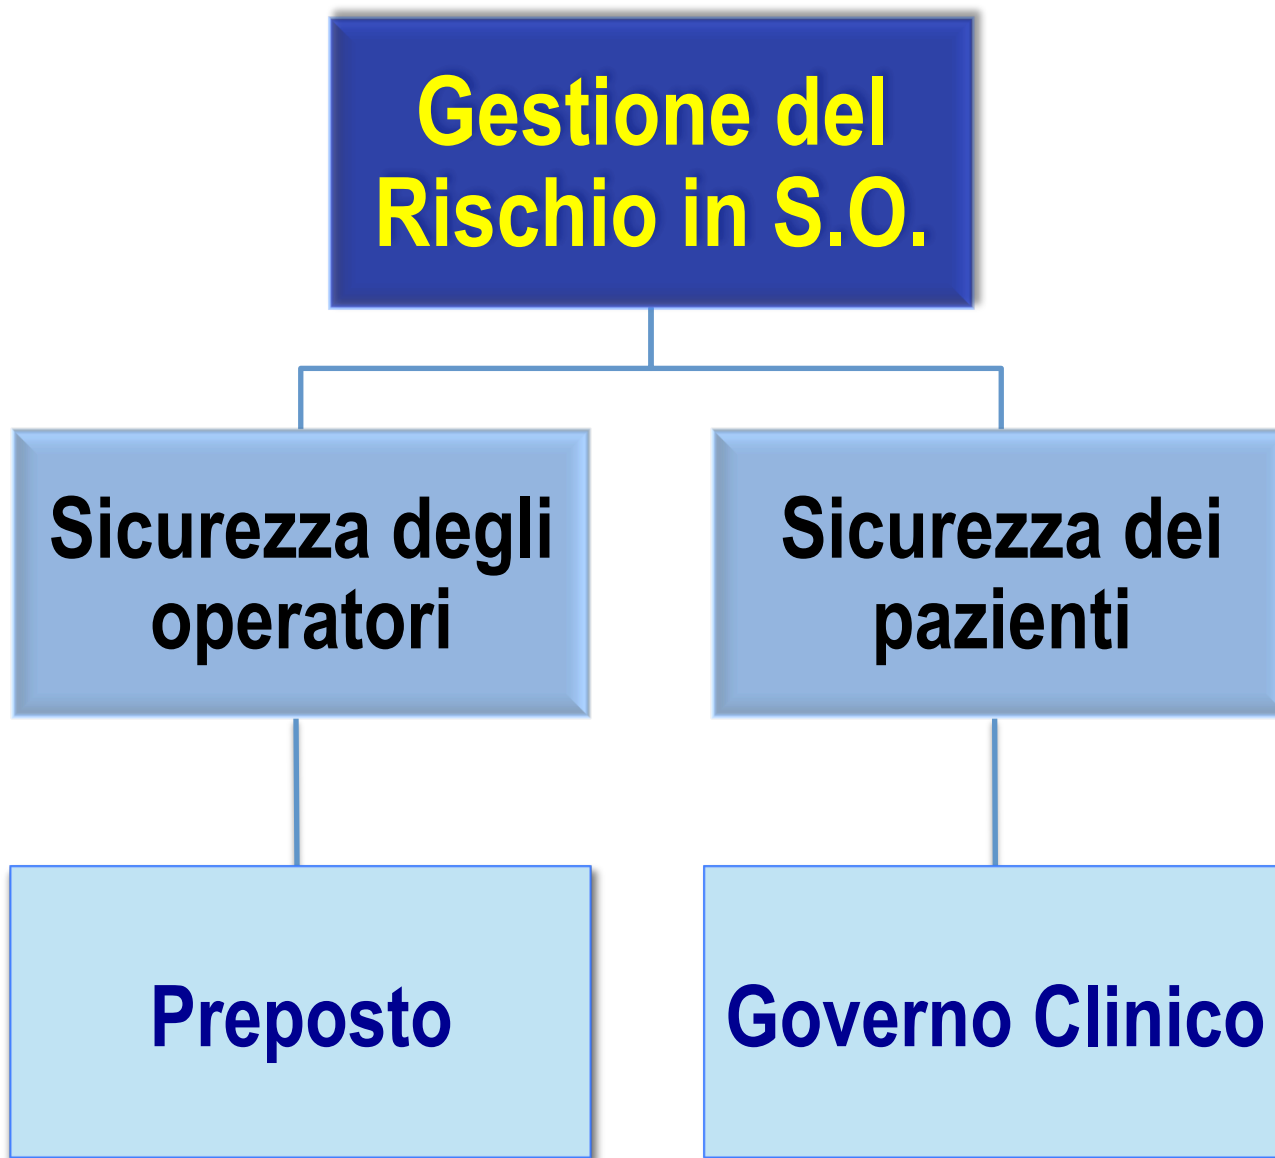 Gestione del
Rischio in S.O.
Sicurezza degli
operatori
Sicurezza dei
pazienti
Preposto
Governo Clinico